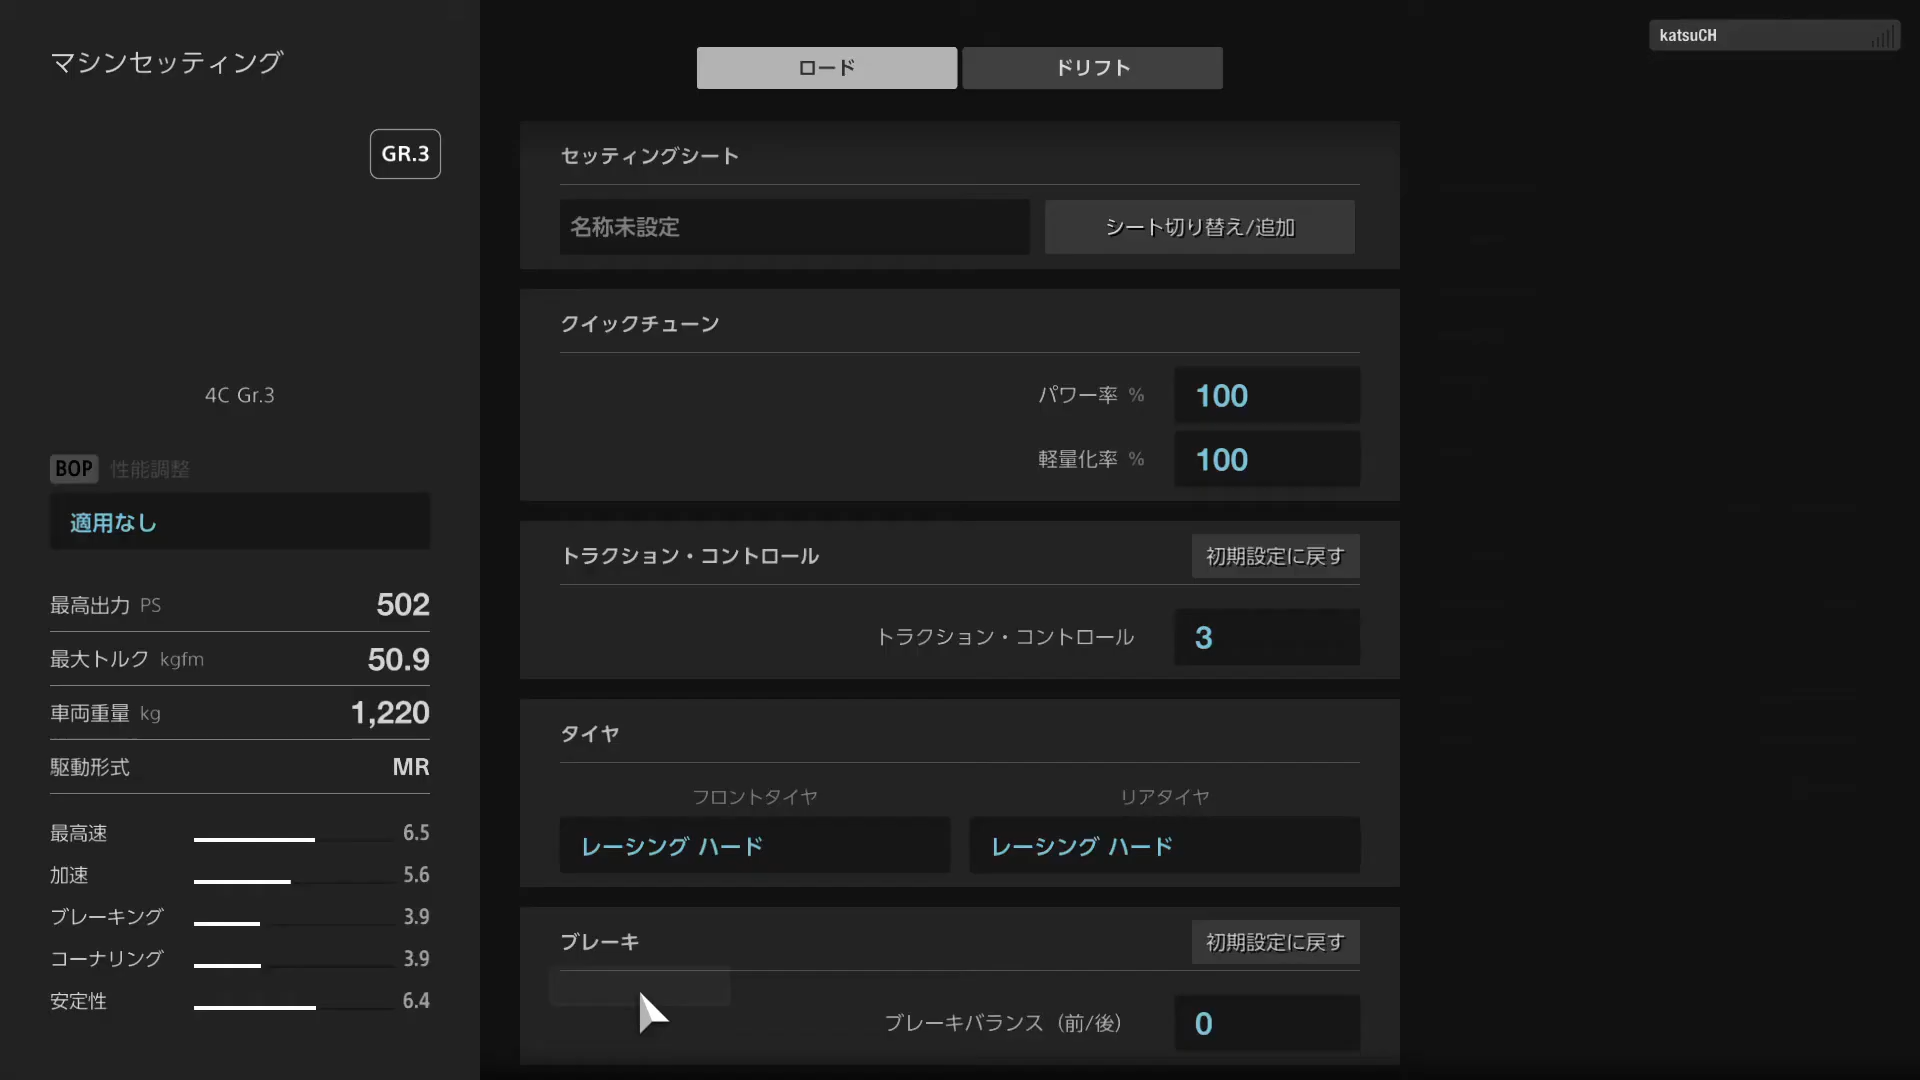 マシンセッティング
GR.3
4C Gr.3
BOP 性能調整
適用なし
最高出力 PS 502
最大トルク kgfm 50.9
車両重量 kg 1,220
駆動形式 MR
最高速 6.5
加速 5.6
ブレーキング 3.9
コーナリング 3.9
安定性 6.4
ロード ドリフト
セッティングシート
名称未設定 シート切り替え/追加
クイックチューン
パワー率 % 100
軽量化率 % 100
トラクション・コントロール 初期設定に戻す
トラクション・コントロール 3
タイヤ
フロントタイヤ リアタイヤ
レーシング ハード レーシング ハード
ブレーキ 初期設定に戻す
ブレーキバランス（前/後） 0
katsuCH